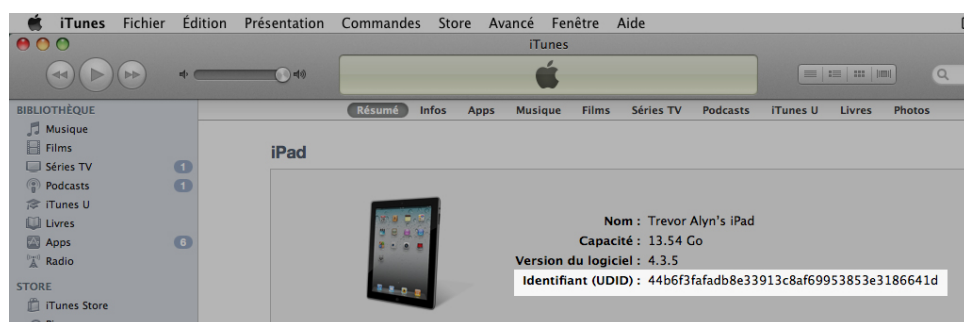 iTunes Fichier Édition Présentation Commandes Store Avancé Fenêtre Aide
iTunes
BIBLIOTHÈQUE
Musique
Films
Séries TV 1
Podcasts 1
iTunes U
Livres
Apps 6
Radio
STORE
iTunes Store
Résumé Infos Apps Musique Films Séries TV Podcasts iTunes U Livres Photos
iPad
Nom : Trevor Alyn's iPad
Capacité : 13.54 Go
Version du logiciel : 4.3.5
Identifiant (UDID) : 44b6f3fafadb8e33913c8af69953853e3186641d